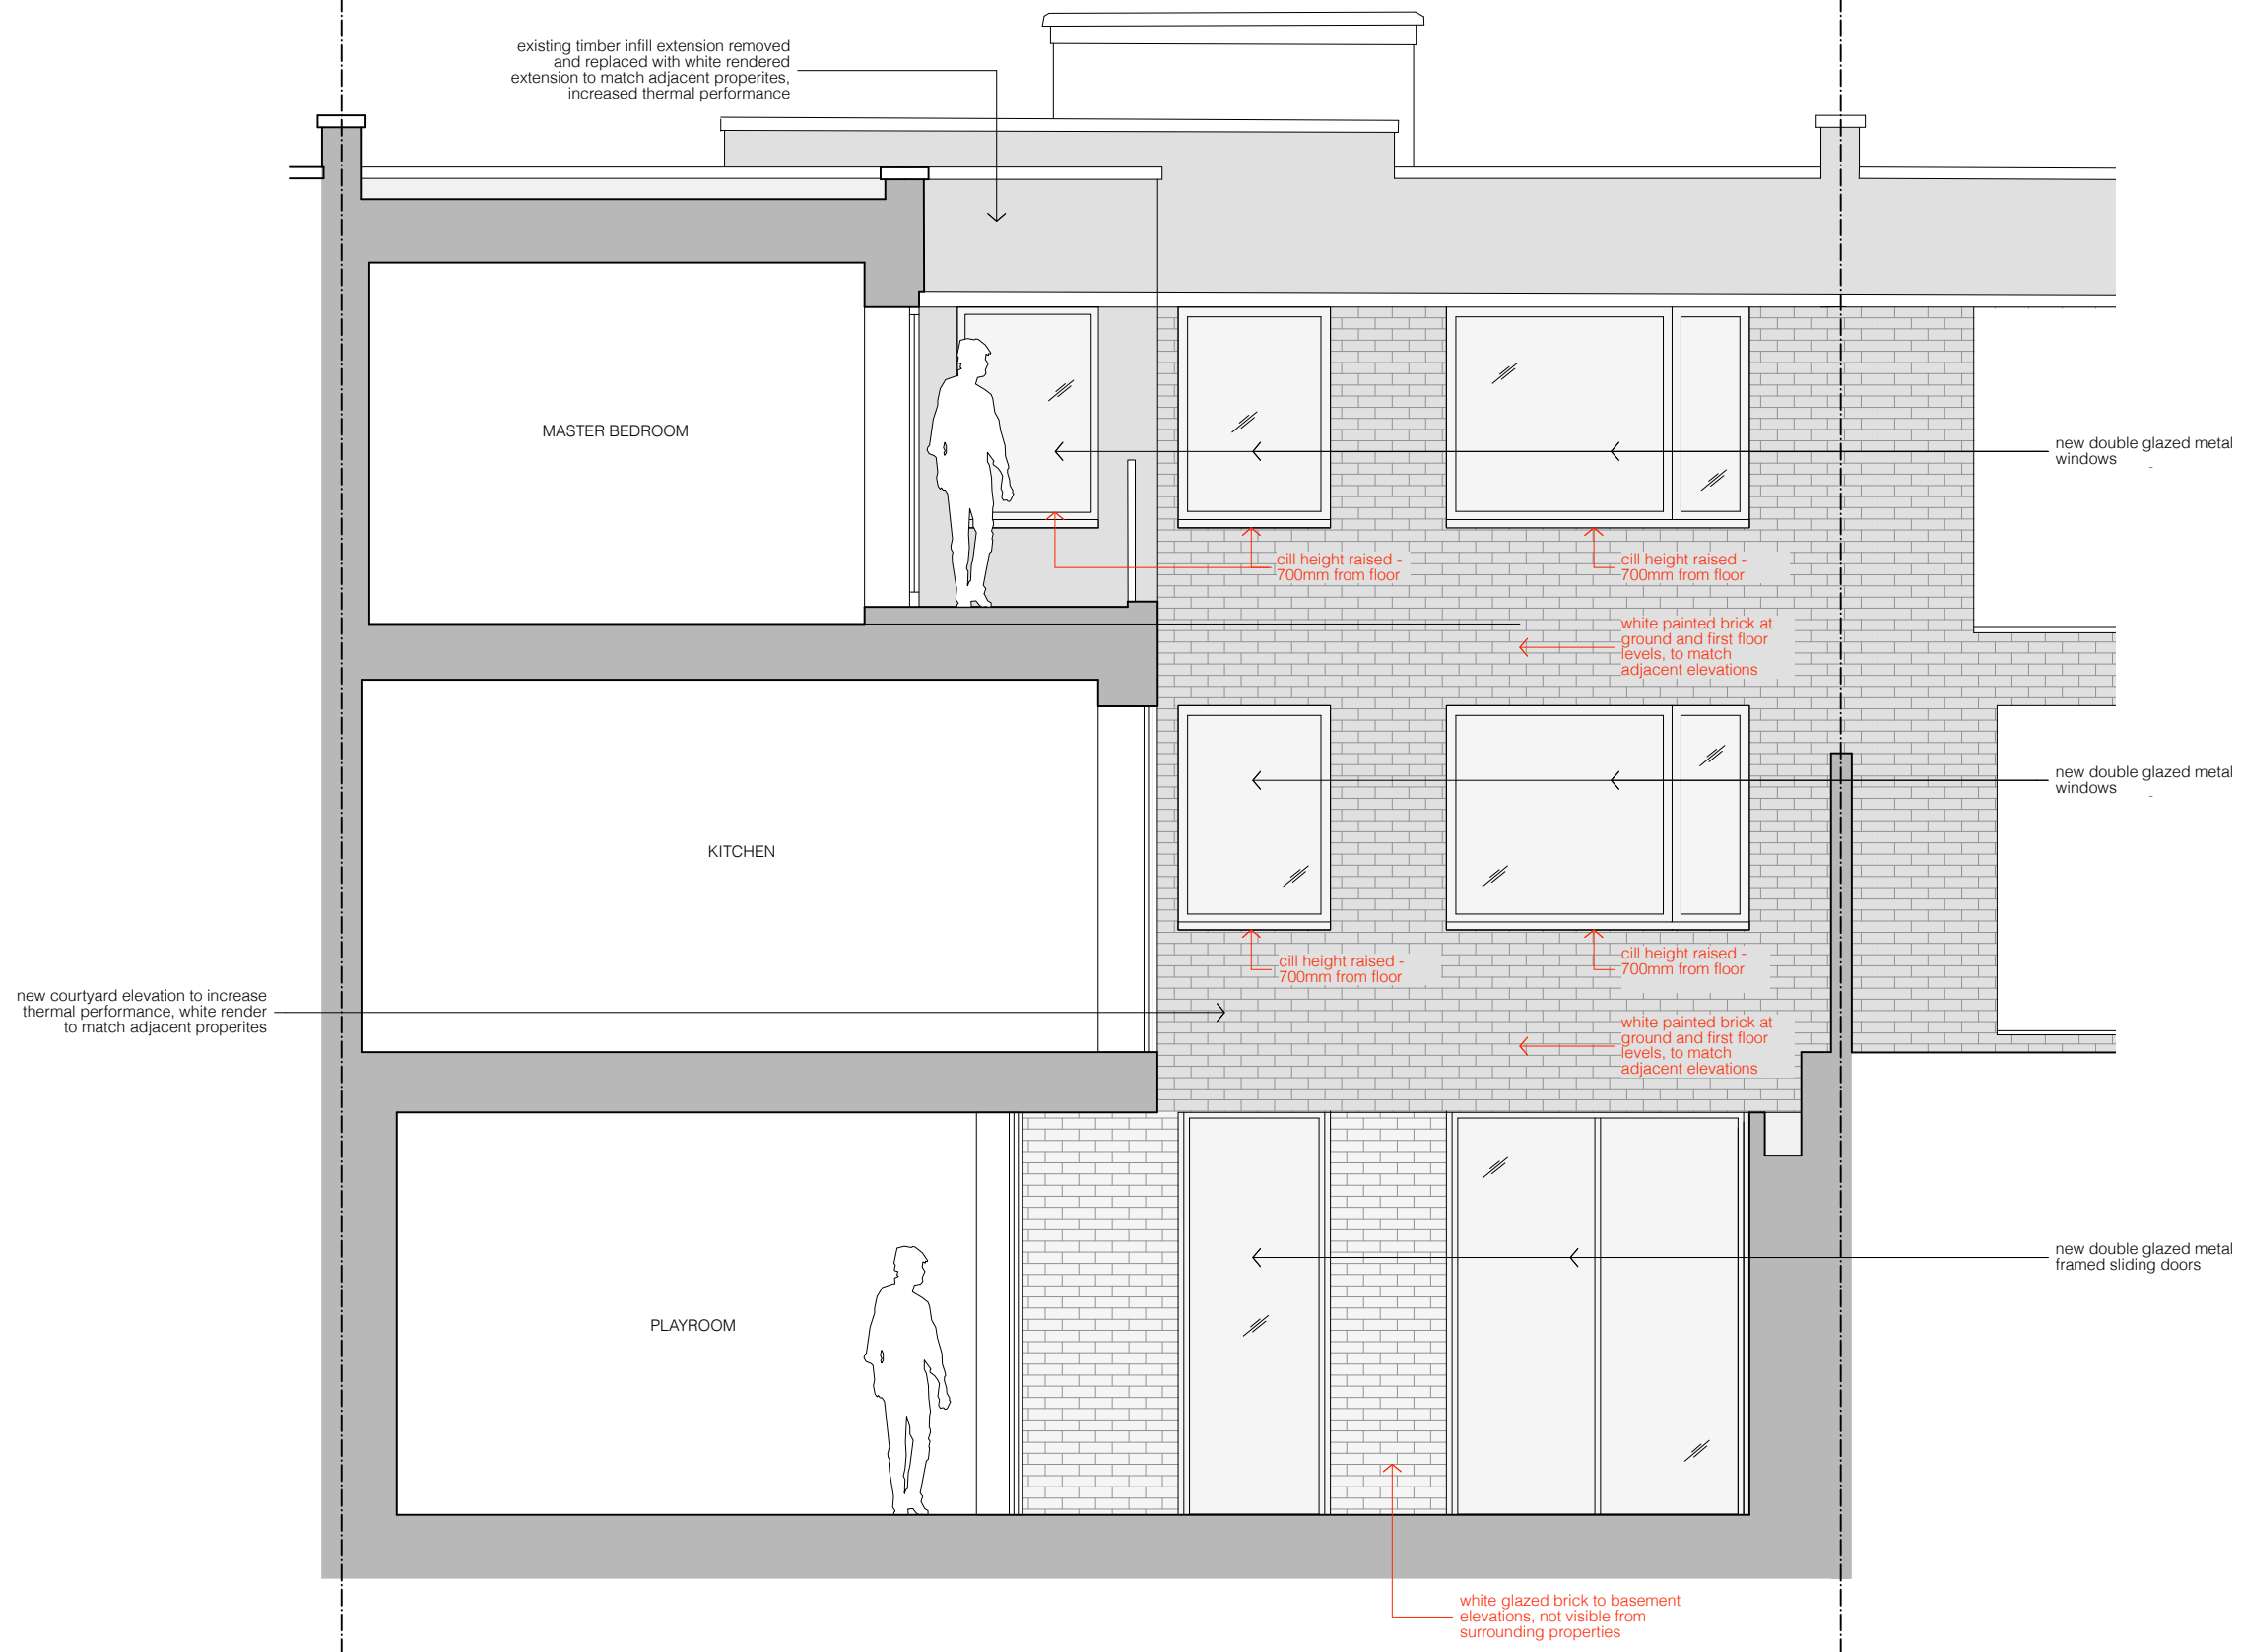 existing timber infill extension removed
and replaced with white rendered
extension to match adjacent properites,
increased thermal performance
MASTER BEDROOM
new double glazed metal
windows
cill height raised -
700mm from floor
cill height raised -
700mm from floor
white painted brick at
ground and first floor
levels, to match
adjacent elevations
new double glazed metal
windows
KITCHEN
cill height raised -
700mm from floor
cill height raised -
700mm from floor
new courtyard elevation to increase
thermal performance, white render
to match adjacent properites
white painted brick at
ground and first floor
levels, to match
adjacent elevations
new double glazed metal
framed sliding doors
PLAYROOM
white glazed brick to basement
elevations, not visible from
surrounding properties